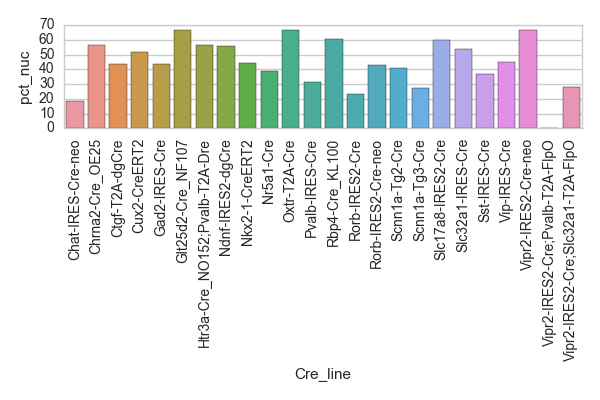 70
60
50
40
30
20
10
0
pct_nuc
Chat-IRES-Cre-neo
Chrna2-Cre_OE25
Ctgf-T2A-dgCre
Cux2-CreERT2
Gad2-IRES-Cre
Glt25d2-Cre_NF107
Htr3a-Cre_NO152;Pvalb-T2A-Dre
Ndnf-IRES2-dgCre
Nkx2-1-CreERT2
Nr5a1-Cre
Oxtr-T2A-Cre
Pvalb-IRES-Cre
Rbp4-Cre_KL100
Rorb-IRES2-Cre
Rorb-IRES2-Cre-neo
Scnn1a-Tg2-Cre
Scnn1a-Tg3-Cre
Slc17a8-IRES2-Cre
Slc32a1-IRES-Cre
Sst-IRES-Cre
Vip-IRES-Cre
Vipr2-IRES2-Cre-neo
Vipr2-IRES2-Cre;Pvalb-T2A-FlpO
Vipr2-IRES2-Cre;Slc32a1-T2A-FlpO
Cre_line